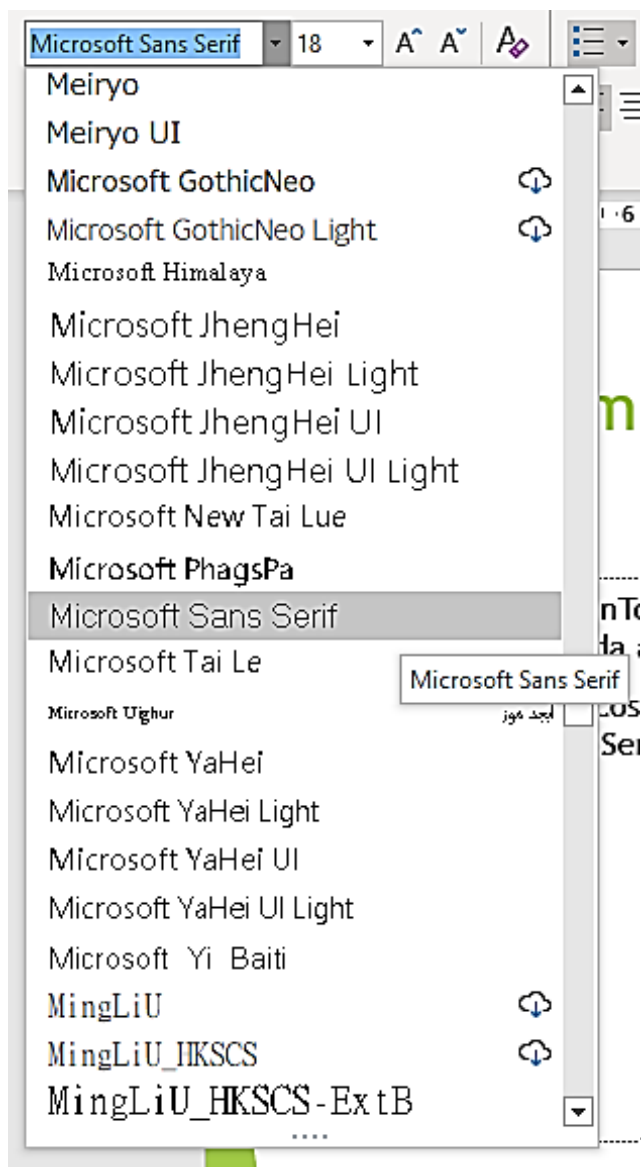 Microsoft Sans Serif 18
Meiryo
Meiryo UI
Microsoft GothicNeo
6
Microsoft GothicNeo Light
Microsoft Himalaya
Microsoft JhengHei
Microsoft JhengHei Light
m
Microsoft JhengHei UI
Microsoft JhengHei UI Light
Microsoft New Tai Lue
Microsoft PhagsPa
Microsoft Sans Serif
Microsoft Tai Le
Microsoft Sans Serif
Microsoft Uighur
Microsoft YaHei
Microsoft YaHei Light
Microsoft YaHei UI
Microsoft YaHei UI Light
Microsoft Yi Baiti
MingLiU
MingLiU_HKSCS
MingLiU_HKSCS-ExtB